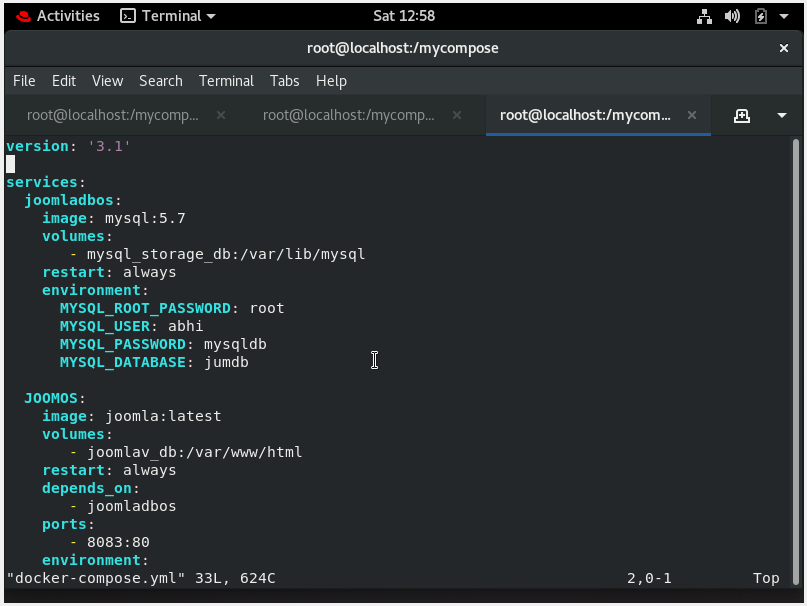 Activities Terminal Sat 12:58
root@localhost:/mycompose
File Edit View Search Terminal Tabs Help
root@localhost:/mycomp... root@localhost:/mycomp... root@localhost:/mycom...
version: '3.1'
services:
  joomladbos:
    image: mysql:5.7
    volumes:
       - mysql_storage_db:/var/lib/mysql
    restart: always
    environment:
      MYSQL_ROOT_PASSWORD: root
      MYSQL_USER: abhi
      MYSQL_PASSWORD: mysqldb
      MYSQL_DATABASE: jumdb
  JOOMOS:
    image: joomla:latest
    volumes:
       - joomlav_db:/var/www/html
    restart: always
    depends_on:
       - joomladbos
    ports:
       - 8083:80
    environment:
"docker-compose.yml" 33L, 624C 2,0-1 Top